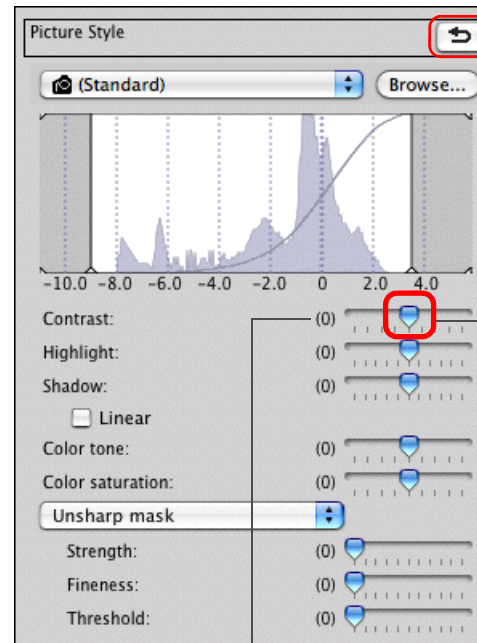 Picture Style
(Standard)
Browse...
-10.0 -8.0 -6.0 -4.0 -2.0 0 2.0 4.0
Contrast: (0)
Highlight: (0)
Shadow: (0)
Linear
Color tone: (0)
Color saturation: (0)
Unsharp mask
Strength: (0)
Fineness: (0)
Threshold: (0)